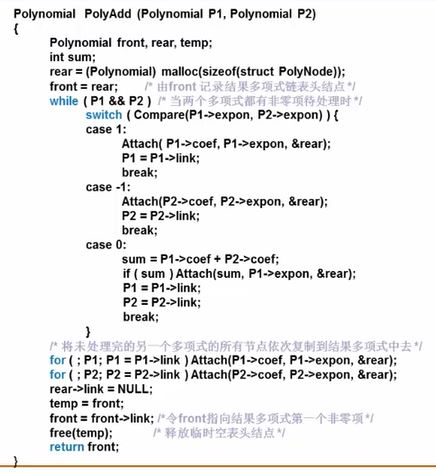 Polynomial PolyAdd (Polynomial P1, Polynomial P2)
{
Polynomial front, rear, temp;
int sum;
rear = (Polynomial) malloc(sizeof(struct PolyNode));
front = rear; /* 由front 记录结果多项式链表头结点 */
while ( P1 && P2 ) /* 当两个多项式都有非零项待处理时 */
switch ( Compare(P1->expon, P2->expon) ) {
case 1:
Attach( P1->coef, P1->expon, &rear);
P1 = P1->link;
break;
case -1:
Attach(P2->coef, P2->expon, &rear);
P2 = P2->link;
break;
case 0:
sum = P1->coef + P2->coef;
if ( sum ) Attach(sum, P1->expon, &rear);
P1 = P1->link;
P2 = P2->link;
break;
}
/* 将未处理完的另一个多项式的所有节点依次复制到结果多项式中去 */
for ( ; P1; P1 = P1->link ) Attach(P1->coef, P1->expon, &rear);
for ( ; P2; P2 = P2->link ) Attach(P2->coef, P2->expon, &rear);
rear->link = NULL;
temp = front;
front = front->link; /*令front指向结果多项式第一个非零项 */
free(temp); /* 释放临时空表头结点 */
return front;
}